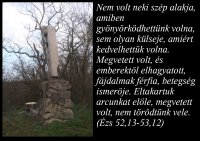 Nem volt neki szép alakja,
amiben
gyönyörködhettünk volna,
sem olyan külseje, amiért
kedvelhettük volna.
Megvetett volt, és
emberektől elhagyatott,
fájdalmak férfia, betegség
ismerője. Eltakartuk
arcunkat előle, megvetett
volt, nem törődtünk vele.
(Ézs 52,13-53,12)